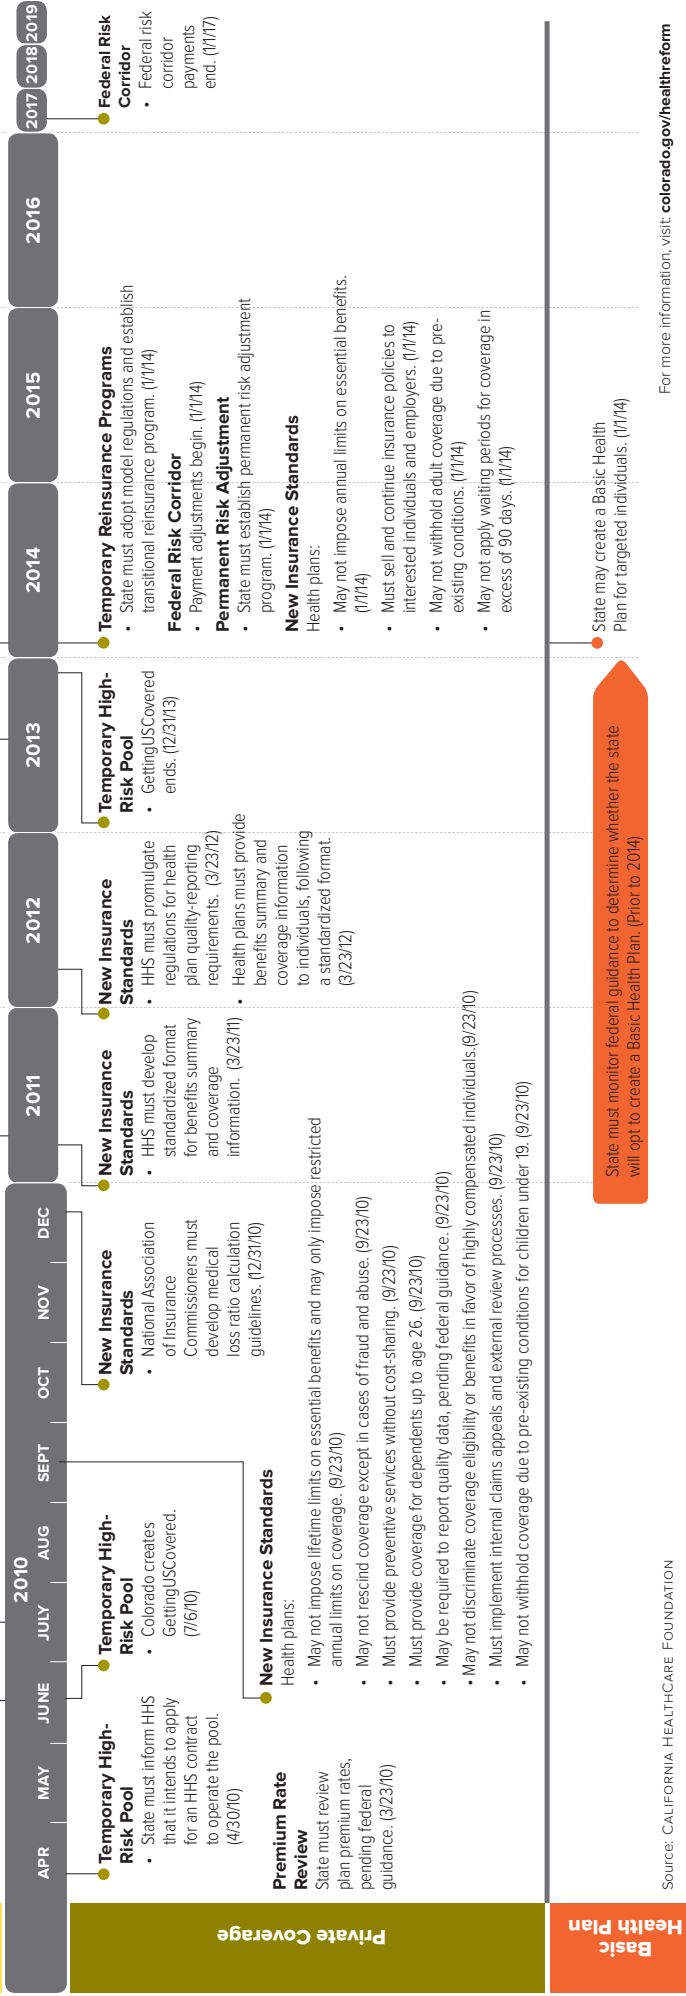 2010
APR
MAY
JUNE
JULY
AUG
SEPT
OCT
NOV
DEC
2011
2012
2013
2014
2015
2016
2017
2018
2019
Private Coverage
Temporary High-
Risk Pool
• State must inform HHS
that it intends to apply
for an HHS contract
to operate the pool.
(4/30/10)
Premium Rate
Review
State must review
plan premium rates,
pending federal
guidance. (3/23/10)
Temporary High-
Risk Pool
• Colorado creates
GettingUSCovered.
(7/6/10)
New Insurance Standards
Health plans:
• May not impose lifetime limits on essential benefits and may only impose restricted
annual limits on coverage. (9/23/10)
• May not rescind coverage except in cases of fraud and abuse. (9/23/10)
• Must provide preventive services without cost-sharing. (9/23/10)
• Must provide coverage for dependents up to age 26. (9/23/10)
• May be required to report quality data, pending federal guidance. (9/23/10)
• May not discriminate coverage eligibility or benefits in favor of highly compensated individuals.(9/23/10)
• Must implement internal claims appeals and external review processes. (9/23/10)
• May not withhold coverage due to pre-existing conditions for children under 19. (9/23/10)
New Insurance
Standards
• National Association
of Insurance
Commissioners must
develop medical
loss ratio calculation
guidelines. (12/31/10)
New Insurance
Standards
• HHS must develop
standardized format
for benefits summary
and coverage
information. (3/23/11)
New Insurance
Standards
• HHS must promulgate
regulations for health
plan quality-reporting
requirements. (3/23/12)
• Health plans must provide
benefits summary and
coverage information
to individuals, following
a standardized format.
(3/23/12)
Temporary High-
Risk Pool
• GettingUSCovered
ends. (12/31/13)
Temporary Reinsurance Programs
• State must adopt model regulations and establish
transitional reinsurance program. (1/1/14)
Federal Risk Corridor
• Payment adjustments begin. (1/1/14)
Permanent Risk Adjustment
• State must establish permanent risk adjustment
program. (1/1/14)
New Insurance Standards
Health plans:
• May not impose annual limits on essential benefits.
(1/1/14)
• Must sell and continue insurance policies to
interested individuals and employers. (1/1/14)
• May not withhold adult coverage due to pre-
existing conditions. (1/1/14)
• May not apply waiting periods for coverage in
excess of 90 days. (1/1/14)
Federal Risk
Corridor
• Federal risk
corridor
payments
end. (1/1/17)
Basic
Health Plan
State must monitor federal guidance to determine whether the state
will opt to create a Basic Health Plan. (Prior to 2014)
State may create a Basic Health
Plan for targeted individuals. (1/1/14)
Source: CALIFORNIA HEALTHCARE FOUNDATION
For more information, visit: colorado.gov/healthreform